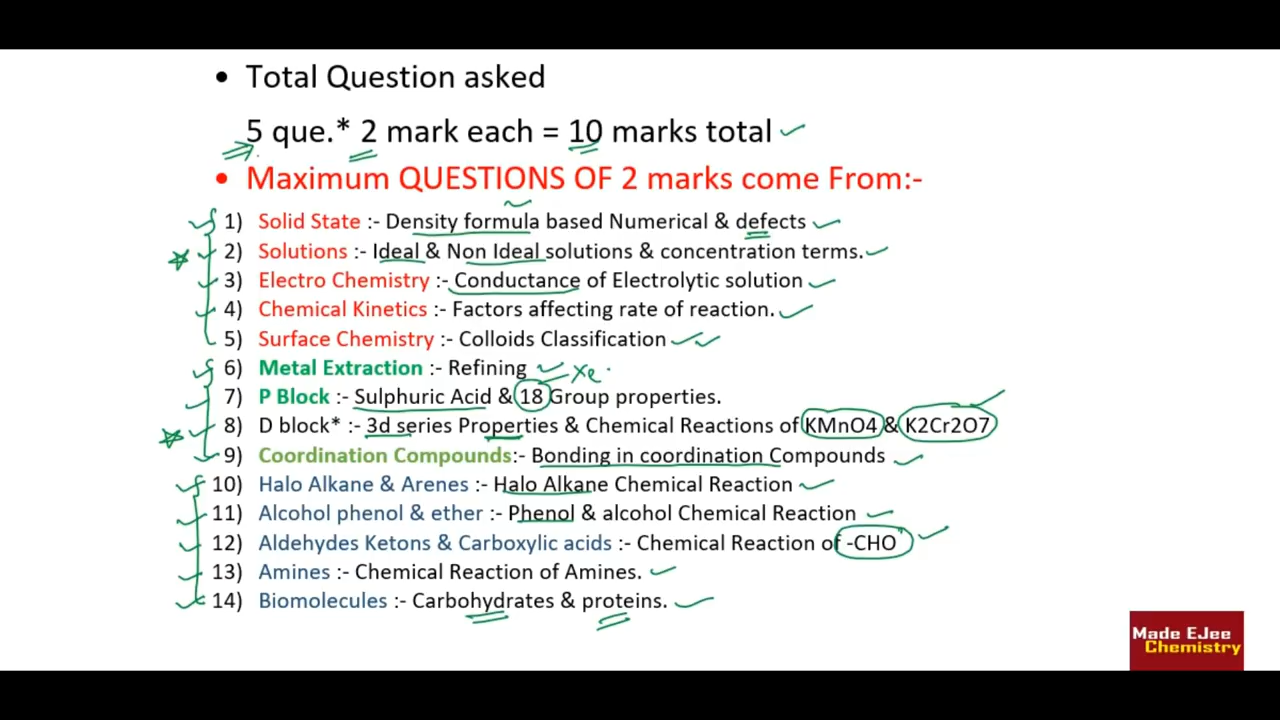 • Total Question asked
5 que.* 2 mark each = 10 marks total
• Maximum QUESTIONS OF 2 marks come From:-
1) Solid State :- Density formula based Numerical & defects
2) Solutions :- Ideal & Non Ideal solutions & concentration terms.
3) Electro Chemistry :- Conductance of Electrolytic solution
4) Chemical Kinetics :- Factors affecting rate of reaction.
5) Surface Chemistry :- Colloids Classification
6) Metal Extraction :- Refining
Xe
7) P Block :- Sulphuric Acid & 18 Group properties.
8) D block* :- 3d series Properties & Chemical Reactions of KMnO4 & K2Cr2O7
9) Coordination Compounds:- Bonding in coordination Compounds
10) Halo Alkane & Arenes :- Halo Alkane Chemical Reaction
11) Alcohol phenol & ether :- Phenol & alcohol Chemical Reaction
12) Aldehydes Ketons & Carboxylic acids :- Chemical Reaction of -CHO
13) Amines :- Chemical Reaction of Amines.
14) Biomolecules :- Carbohydrates & proteins.
Made EJee
Chemistry